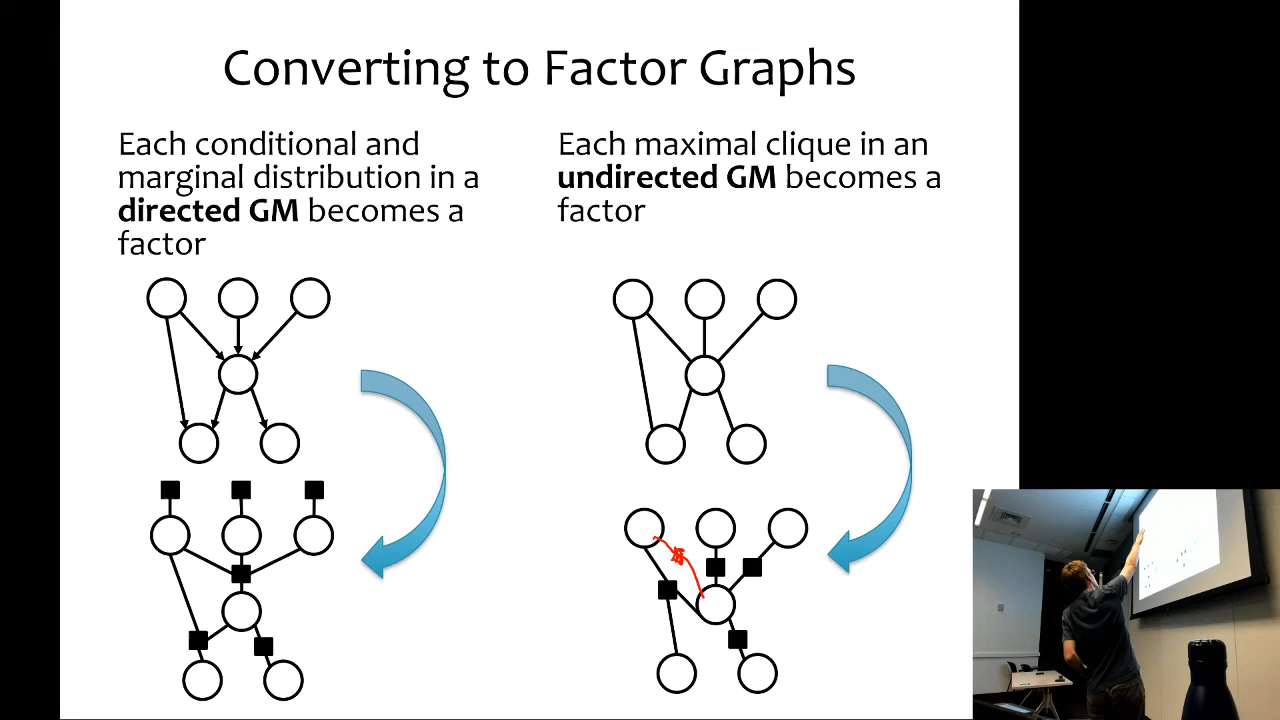 Converting to Factor Graphs
Each conditional and
marginal distribution in a
directed GM becomes a
factor
Each maximal clique in an
undirected GM becomes a
factor